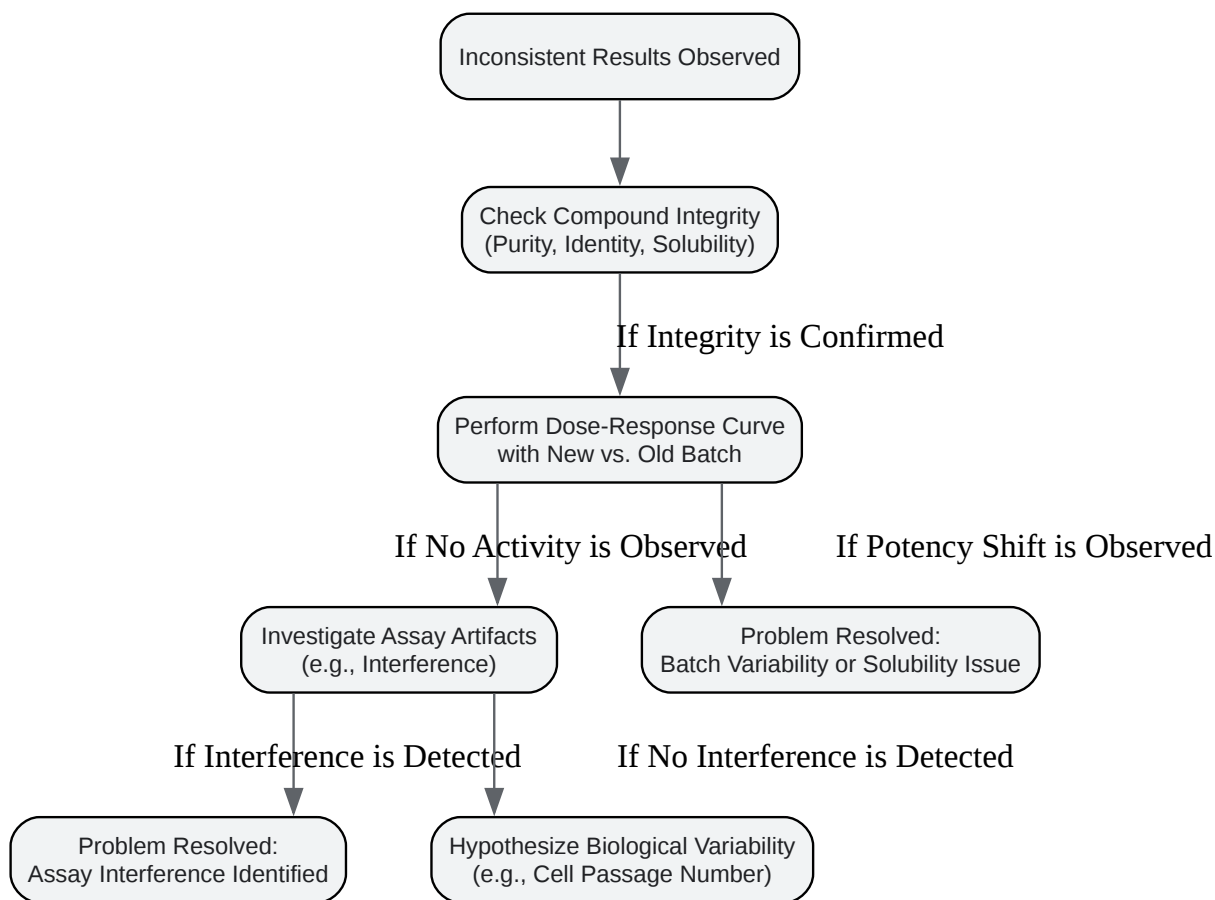 Inconsistent Results Observed
Check Compound Integrity
(Purity, Identity, Solubility)
If Integrity is Confirmed
Perform Dose-Response Curve
with New vs. Old Batch
If No Activity is Observed
If Potency Shift is Observed
Investigate Assay Artifacts
(e.g., Interference)
Problem Resolved:
Batch Variability or Solubility Issue
If Interference is Detected
If No Interference is Detected
Problem Resolved:
Assay Interference Identified
Hypothesize Biological Variability
(e.g., Cell Passage Number)